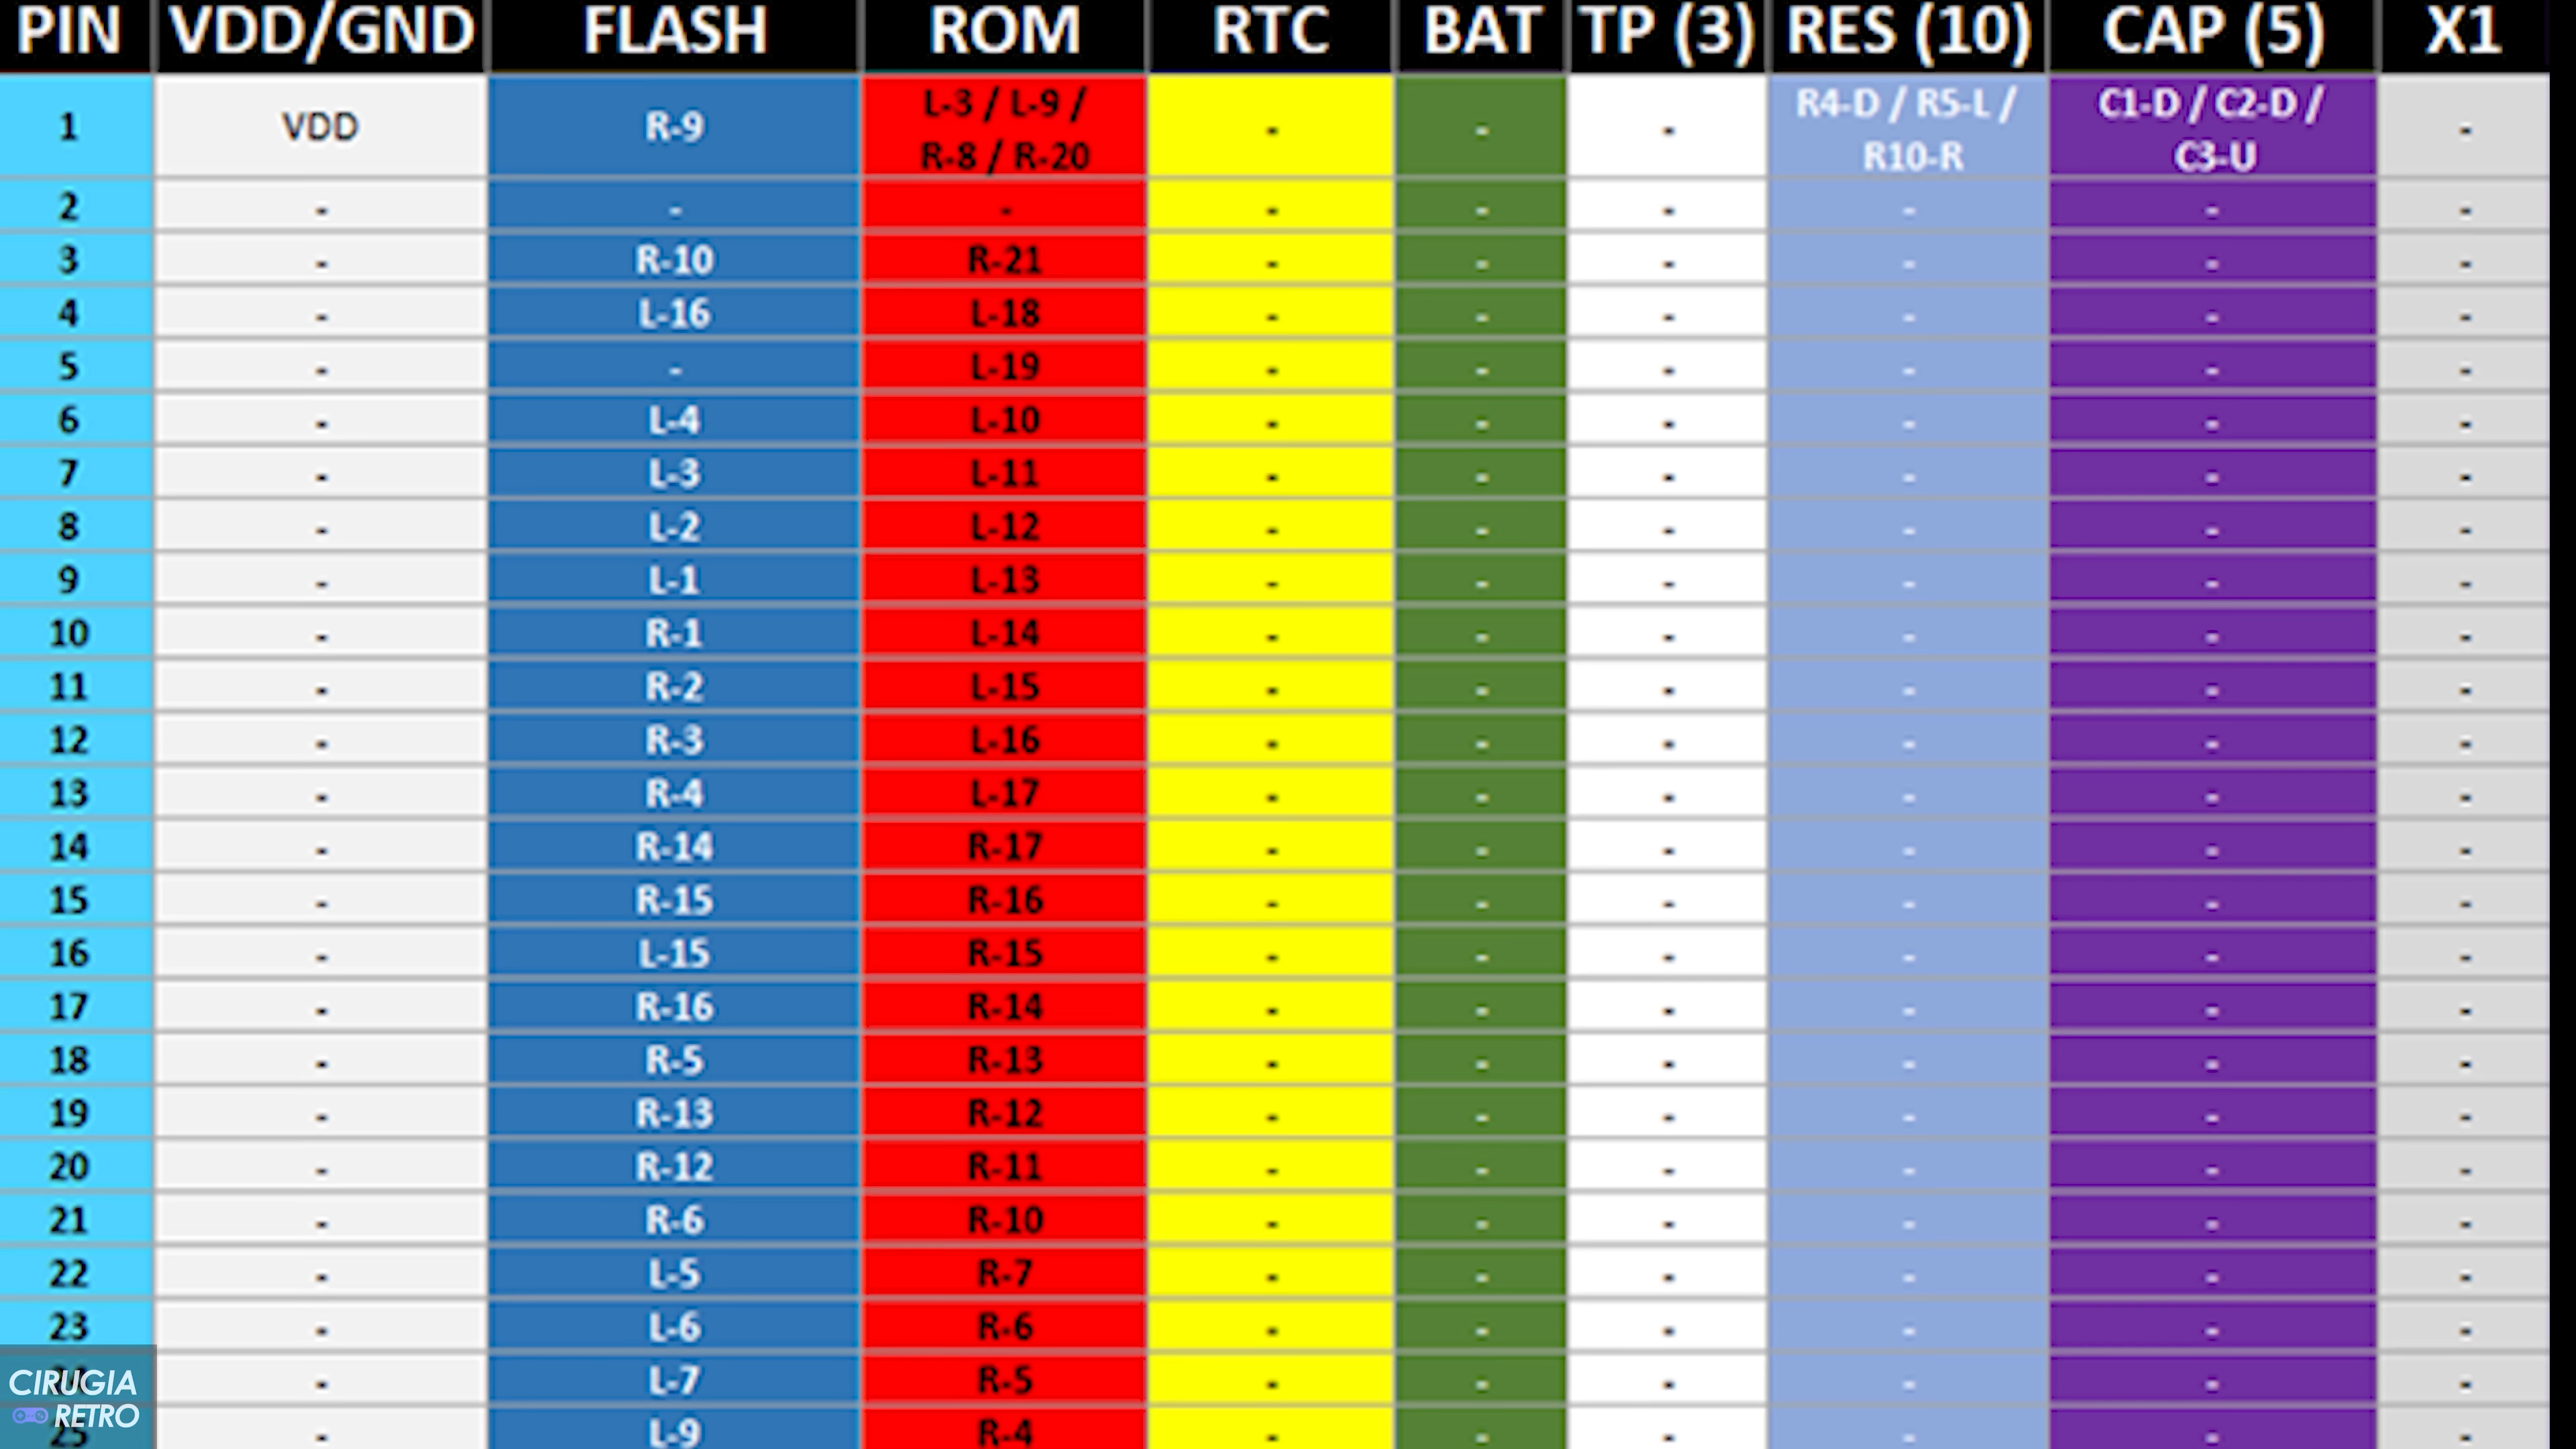 PIN VDD/GND FLASH ROM RTC BAT TP (3) RES (10) CAP (5) X1
1 VDD R-9 L-3 / L-9 / R-8 / R-20 - - - R4-D / R5-L / R10-R C1-D / C2-D / C3-U -
2 - - - - - - - - -
3 - R-10 R-21 - - - - - -
4 - L-16 L-18 - - - - - -
5 - - L-19 - - - - - -
6 - L-4 L-10 - - - - - -
7 - L-3 L-11 - - - - - -
8 - L-2 L-12 - - - - - -
9 - L-1 L-13 - - - - - -
10 - R-1 L-14 - - - - - -
11 - R-2 L-15 - - - - - -
12 - R-3 L-16 - - - - - -
13 - R-4 L-17 - - - - - -
14 - R-14 R-17 - - - - - -
15 - R-15 R-16 - - - - - -
16 - L-15 R-15 - - - - - -
17 - R-16 R-14 - - - - - -
18 - R-5 R-13 - - - - - -
19 - R-13 R-12 - - - - - -
20 - R-12 R-11 - - - - - -
21 - R-6 R-10 - - - - - -
22 - L-5 R-7 - - - - - -
23 - L-6 R-6 - - - - - -
- L-7 R-5 - - - - - -
25 - L-9 R-4 - - - - - -
CIRUGIA
RETRO